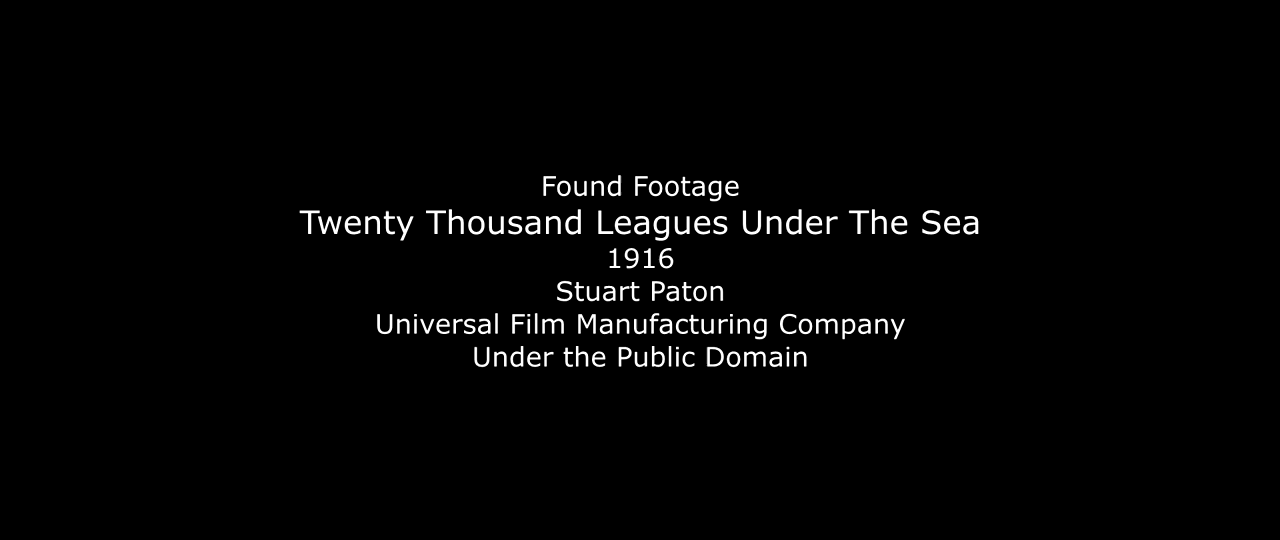 Found Footage
Twenty Thousand Leagues Under The Sea
1916
Stuart Paton
Universal Film Manufacturing Company
Under the Public Domain